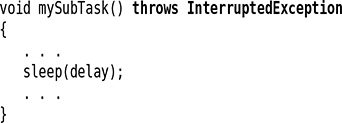 void mySubTask() throws InterruptedException
{
   . . .
   sleep(delay);
   . . .
}